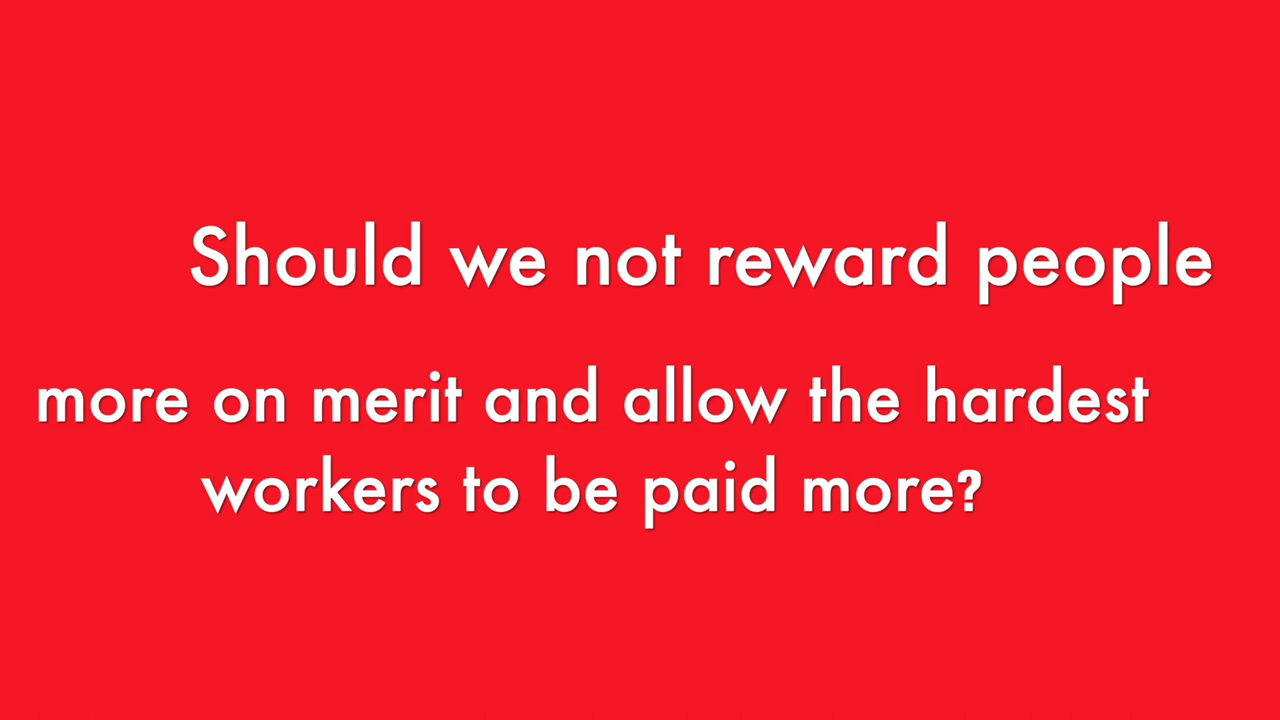 Should we not reward people
more on merit and allow the hardest
workers to be paid more?